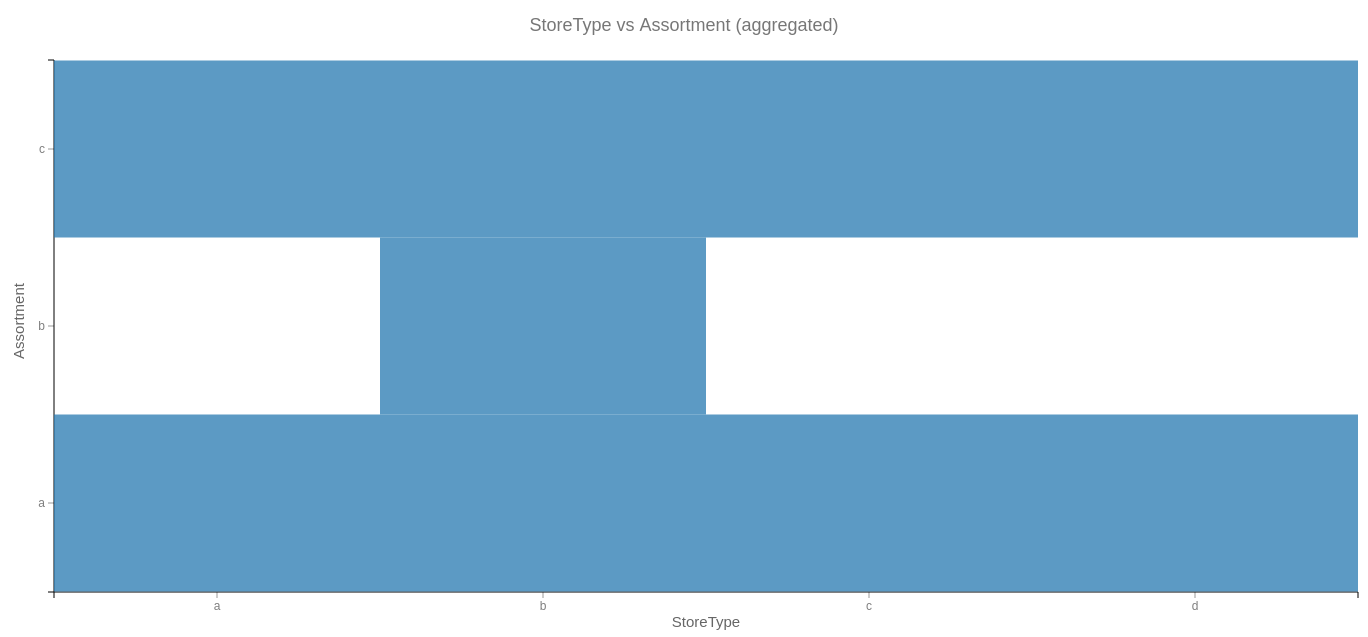 StoreType vs Assortment (aggregated)
Assortment
c
b
a
a b c d
StoreType